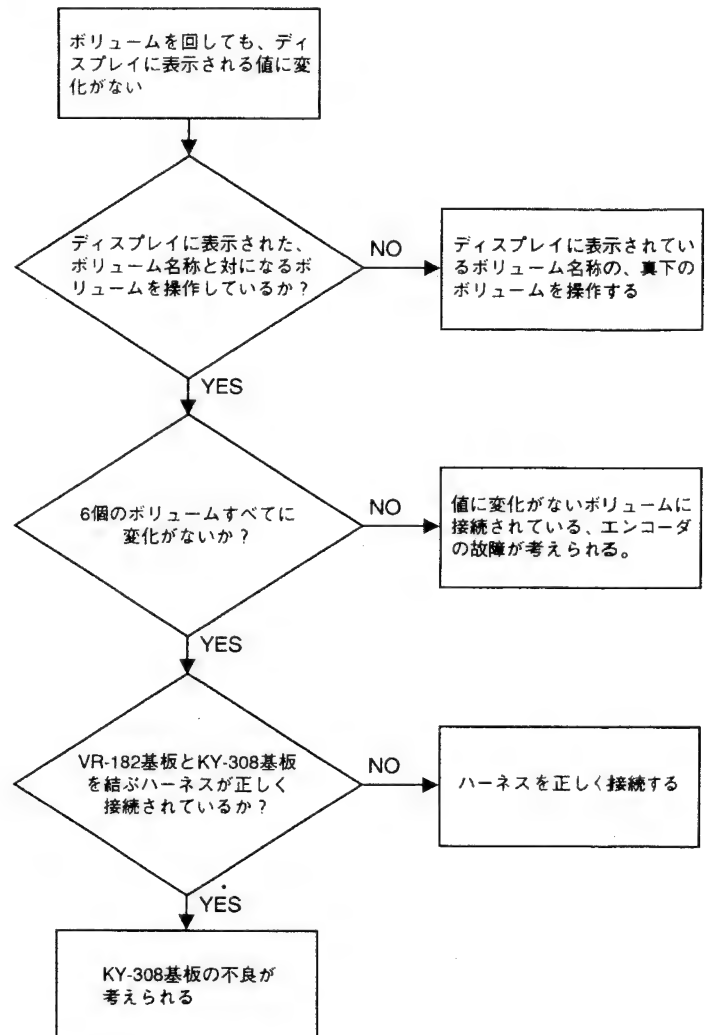 ボリュームを回しても、ディ
スプレイに表示される値に変
化がない
ディスプレイに表示された、
ボリューム名称と対になるボ
リュームを操作しているか？
NO
ディスプレイに表示されてい
るボリューム名称の、真下の
ボリュームを操作する
YES
6個のボリュームすべてに
変化がないか？
NO
値に変化がないボリュームに
接続されている、エンコーダ
の故障が考えられる。
YES
VR-182基板とKY-308基板
を結ぶハーネスが正しく
接続されているか？
NO
ハーネスを正しく接続する
YES
KY-308基板の不良が
考えられる